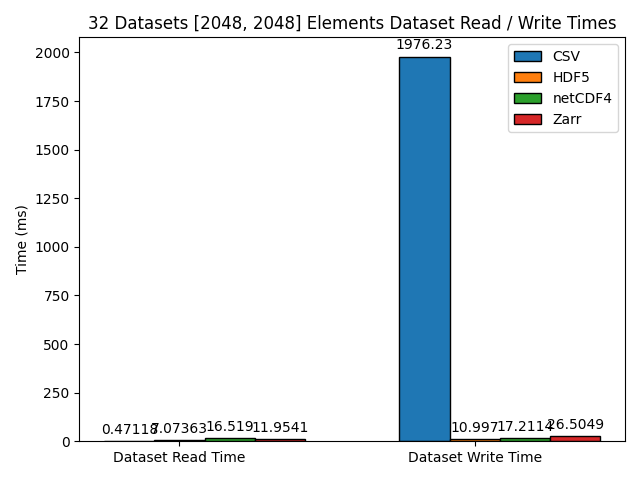 32 Datasets [2048, 2048] Elements Dataset Read / Write Times
1976.23
CSV
HDF5
netCDF4
Zarr
2000
1750
1500
1250
1000
750
500
250
0
Time (ms)
0.47118
7.07363
16.519
11.9541
10.997
17.2114
26.5049
Dataset Read Time
Dataset Write Time